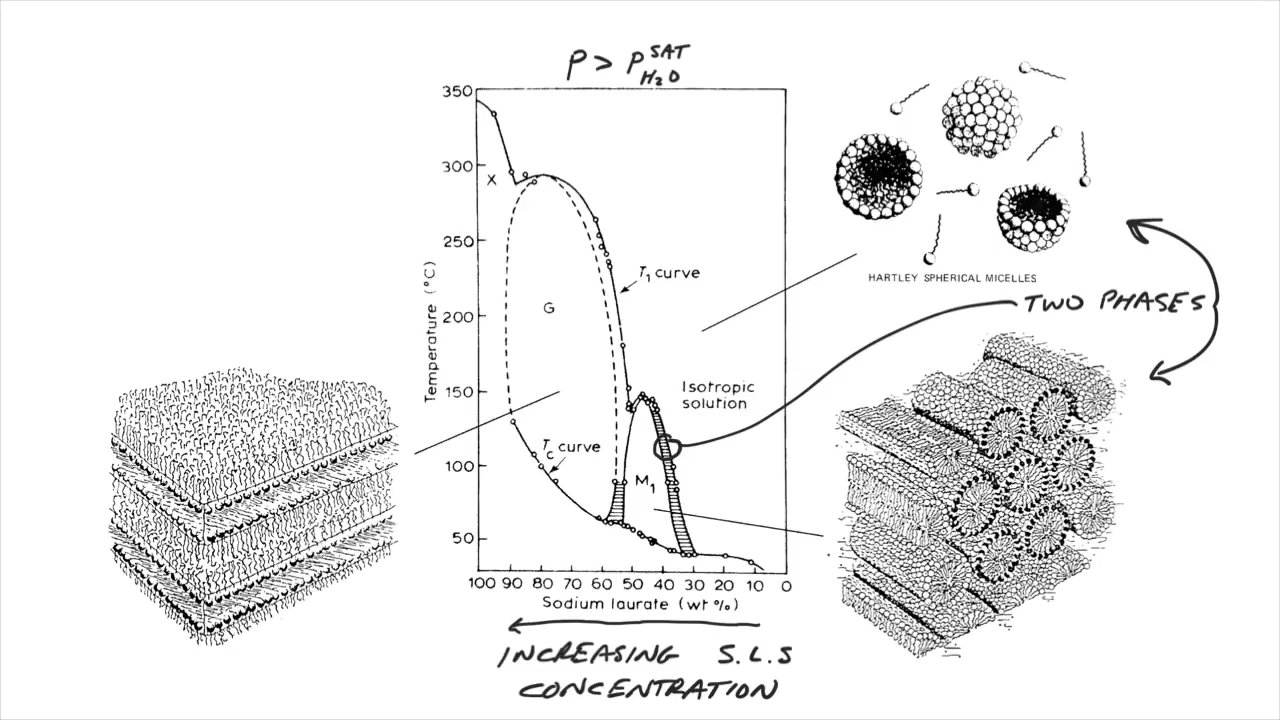 P > P SAT H2O
350
300
250
200
150
100
50
Temperature (°C)
X
G
T1 curve
Isotropic
solution
Tc curve
M1
100 90 80 70 60 50 40 30 20 10 0
Sodium laurate (wt %)
INCREASING S.L.S
CONCENTRATION
HARTLEY SPHERICAL MICELLES
TWO PHASES